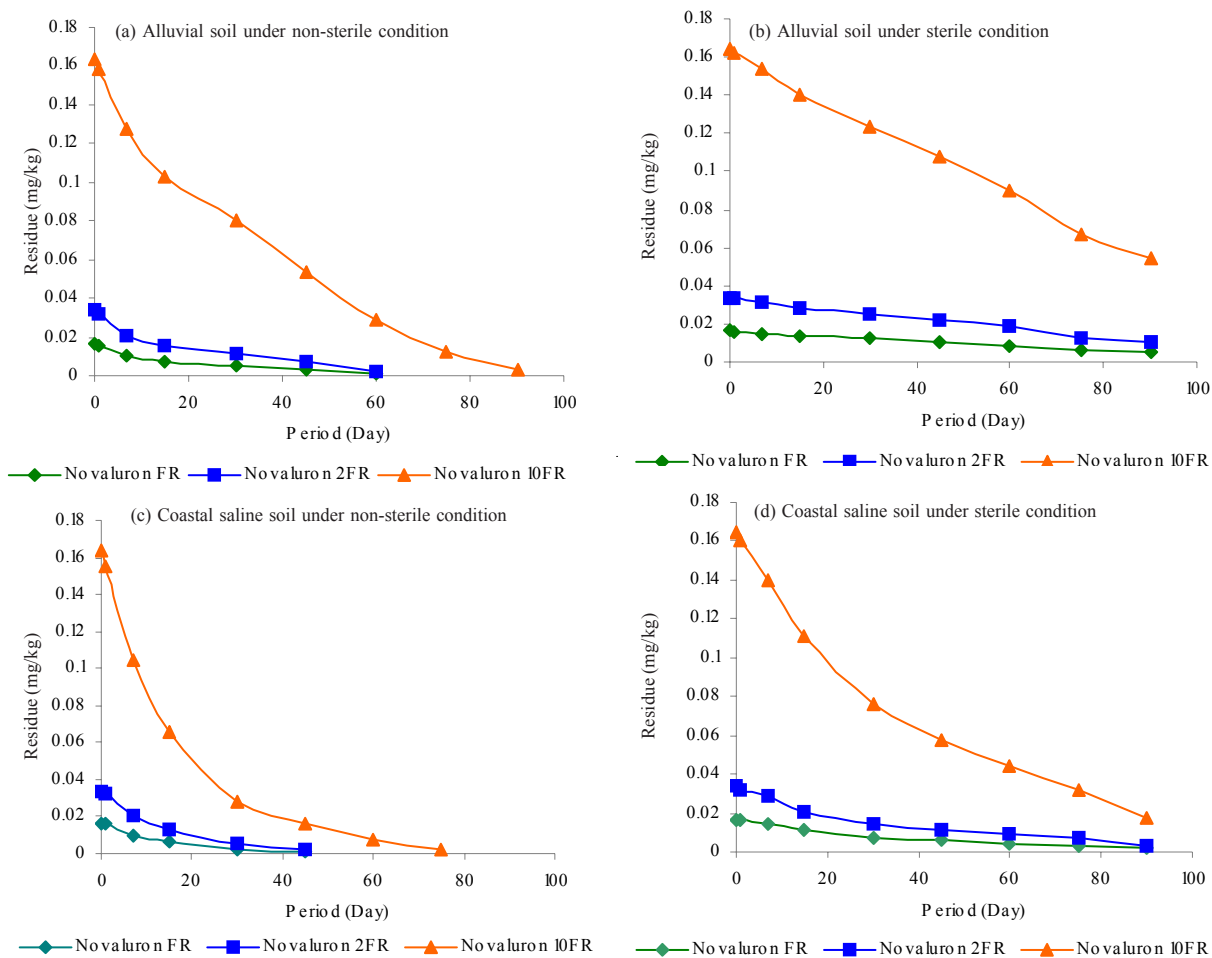 (a) Alluvial soil under non-sterile condition
Residue (mg/kg)
0.18
0.16
0.14
0.12
0.1
0.08
0.06
0.04
0.02
0
0 20 40 60 80 100
Period (Day)
Novaluron FR Novaluron 2FR Novaluron 10FR
(b) Alluvial soil under sterile condition
Residue (mg/kg)
0.18
0.16
0.14
0.12
0.1
0.08
0.06
0.04
0.02
0
0 20 40 60 80 100
Period (Day)
Novaluron FR Novaluron 2FR Novaluron 10FR
(c) Coastal saline soil under non-sterile condition
Residue (mg/kg)
0.18
0.16
0.14
0.12
0.1
0.08
0.06
0.04
0.02
0
0 20 40 60 80 100
Period (Day)
Novaluron FR Novaluron 2FR Novaluron 10FR
(d) Coastal saline soil under sterile condition
Residue (mg/kg)
0.18
0.16
0.14
0.12
0.1
0.08
0.06
0.04
0.02
0
0 20 40 60 80 100
Period (Day)
Novaluron FR Novaluron 2FR Novaluron 10FR